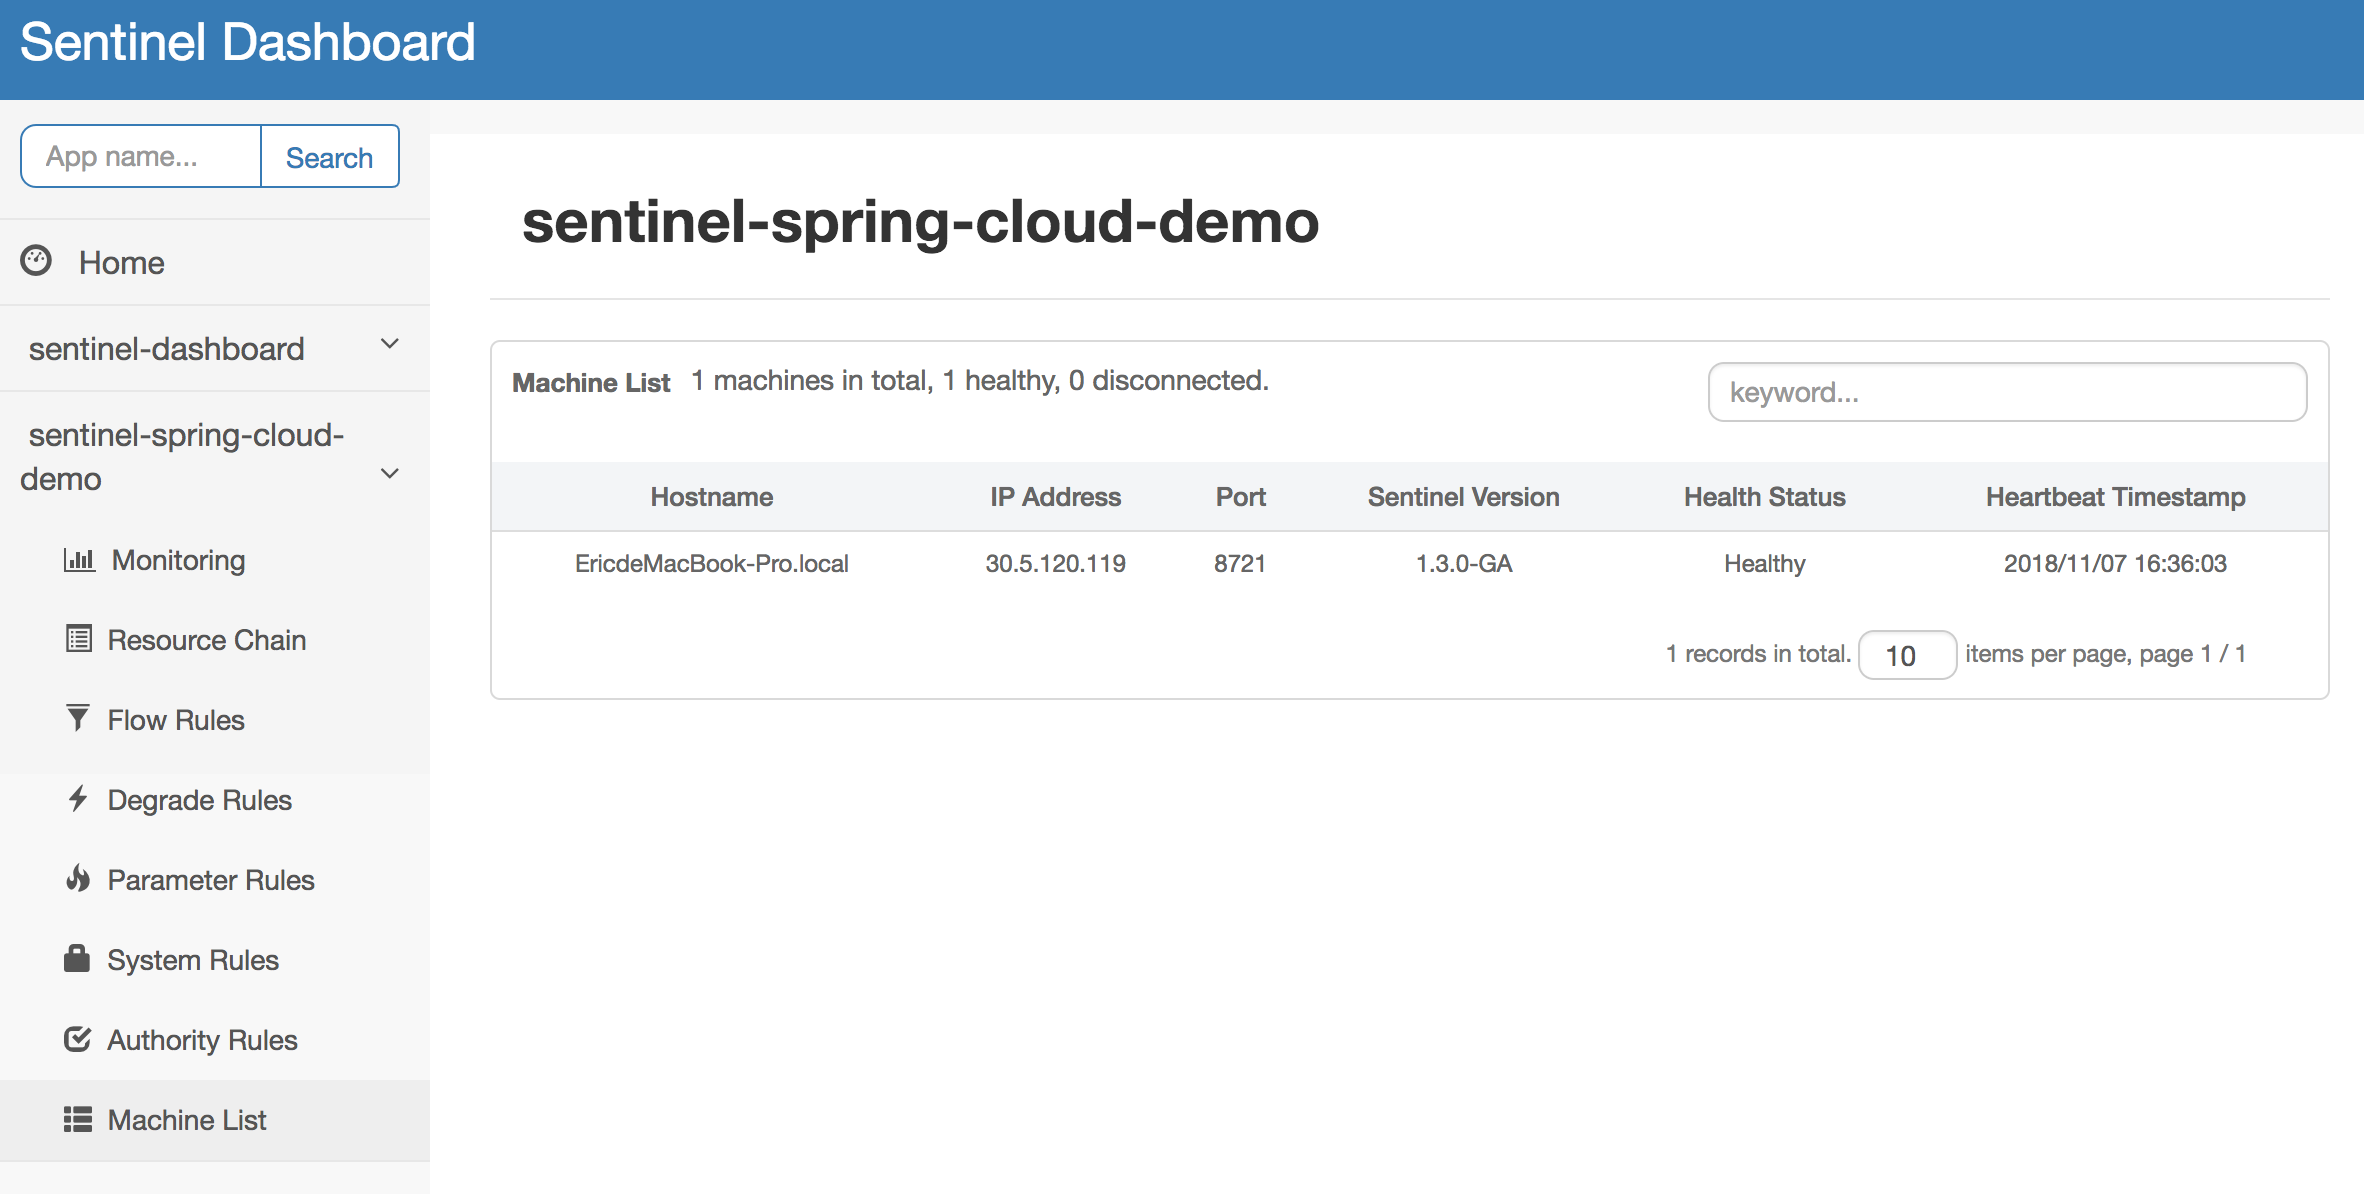 Sentinel Dashboard
App name...
Search
Home
sentinel-dashboard
sentinel-spring-cloud-
demo
Monitoring
Resource Chain
Flow Rules
Degrade Rules
Parameter Rules
System Rules
Authority Rules
Machine List
sentinel-spring-cloud-demo
Machine List 1 machines in total, 1 healthy, 0 disconnected.
keyword...
Hostname IP Address Port Sentinel Version Health Status Heartbeat Timestamp
EricdeMacBook-Pro.local 30.5.120.119 8721 1.3.0-GA Healthy 2018/11/07 16:36:03
1 records in total. 10 items per page, page 1 / 1